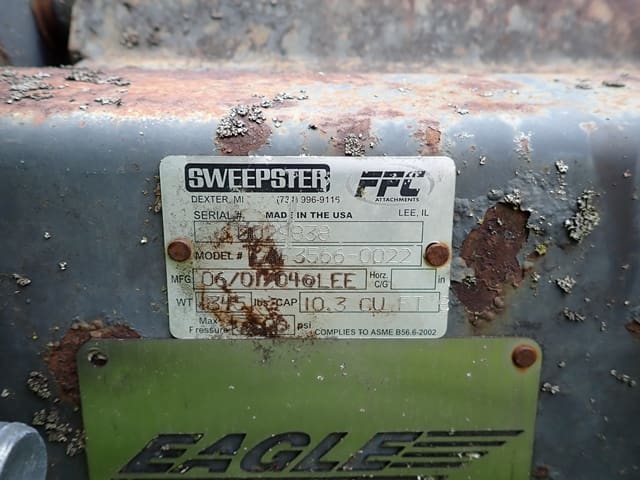 SWEEPSTER FFC
DEXTER, MI (734) 996-9116 ATTACHMENTS
SERIAL #. MADE IN THE USA LEE, IL
MODEL # 3566-0022
MFG 06/01/04@LEE Horz. C/G in
WT 345 lbs. CAP 10.3 CU. FT
Max Pressure psi COMPLIES TO ASME B56.6-2002
EAGLE